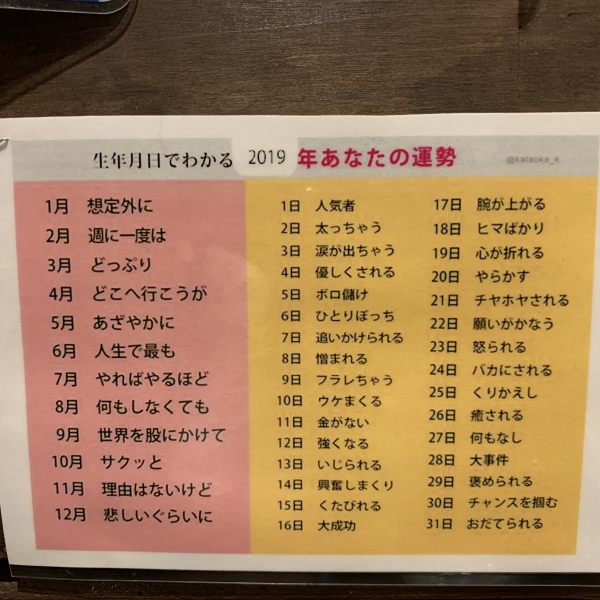 生年月日でわかる 2019 年あなたの運勢 @kataoka_k
1月 想定外に
2月 週に一度は
3月 どっぷり
4月 どこへ行こうが
5月 あざやかに
6月 人生で最も
7月 やればやるほど
8月 何もしなくても
9月 世界を股にかけて
10月 サクッと
11月 理由はないけど
12月 悲しいぐらいに
1日 人気者
2日 太っちゃう
3日 涙が出ちゃう
4日 優しくされる
5日 ボロ儲け
6日 ひとりぼっち
7日 追いかけられる
8日 憎まれる
9日 フラレちゃう
10日 ウケまくる
11日 金がない
12日 強くなる
13日 いじられる
14日 興奮しまくり
15日 くたびれる
16日 大成功
17日 腕が上がる
18日 ヒマばかり
19日 心が折れる
20日 やらかす
21日 チヤホヤされる
22日 願いがかなう
23日 怒られる
24日 バカにされる
25日 くりかえし
26日 癒される
27日 何もなし
28日 大事件
29日 褒められる
30日 チャンスを掴む
31日 おだてられる